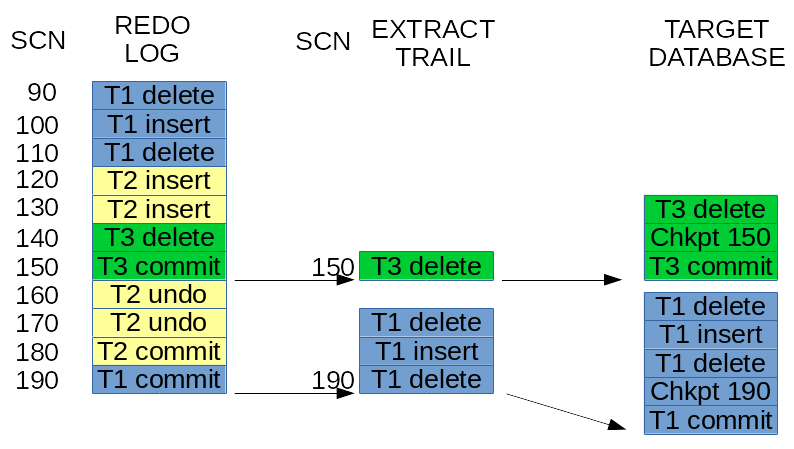 SCN
REDO
LOG
90
T1 delete
100
T1 insert
110
T1 delete
120
T2 insert
130
T2 insert
140
T3 delete
150
T3 commit
160
T2 undo
170
T2 undo
180
T2 commit
190
T1 commit
SCN
EXTRACT
TRAIL
150
T3 delete
T1 delete
T1 insert
190
T1 delete
TARGET
DATABASE
T3 delete
Chkpt 150
T3 commit
T1 delete
T1 insert
T1 delete
Chkpt 190
T1 commit